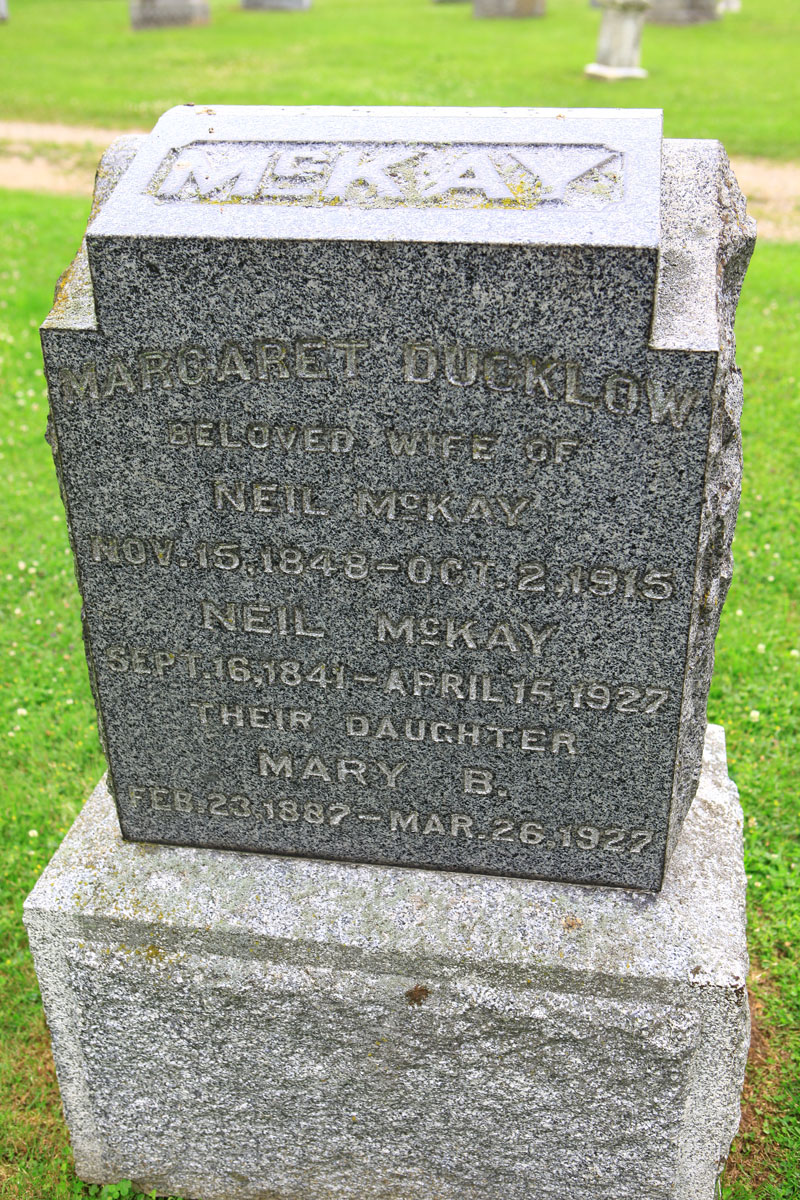 McKAY
MARGARET DUCKLOW
BELOVED WIFE OF
NEIL McKAY
NOV. 15, 1848 - OCT. 2, 1915
NEIL McKAY
SEPT. 16, 1841 - APRIL 15, 1927
THEIR DAUGHTER
MARY B.
FEB. 23, 1887 - MAR. 26, 1927